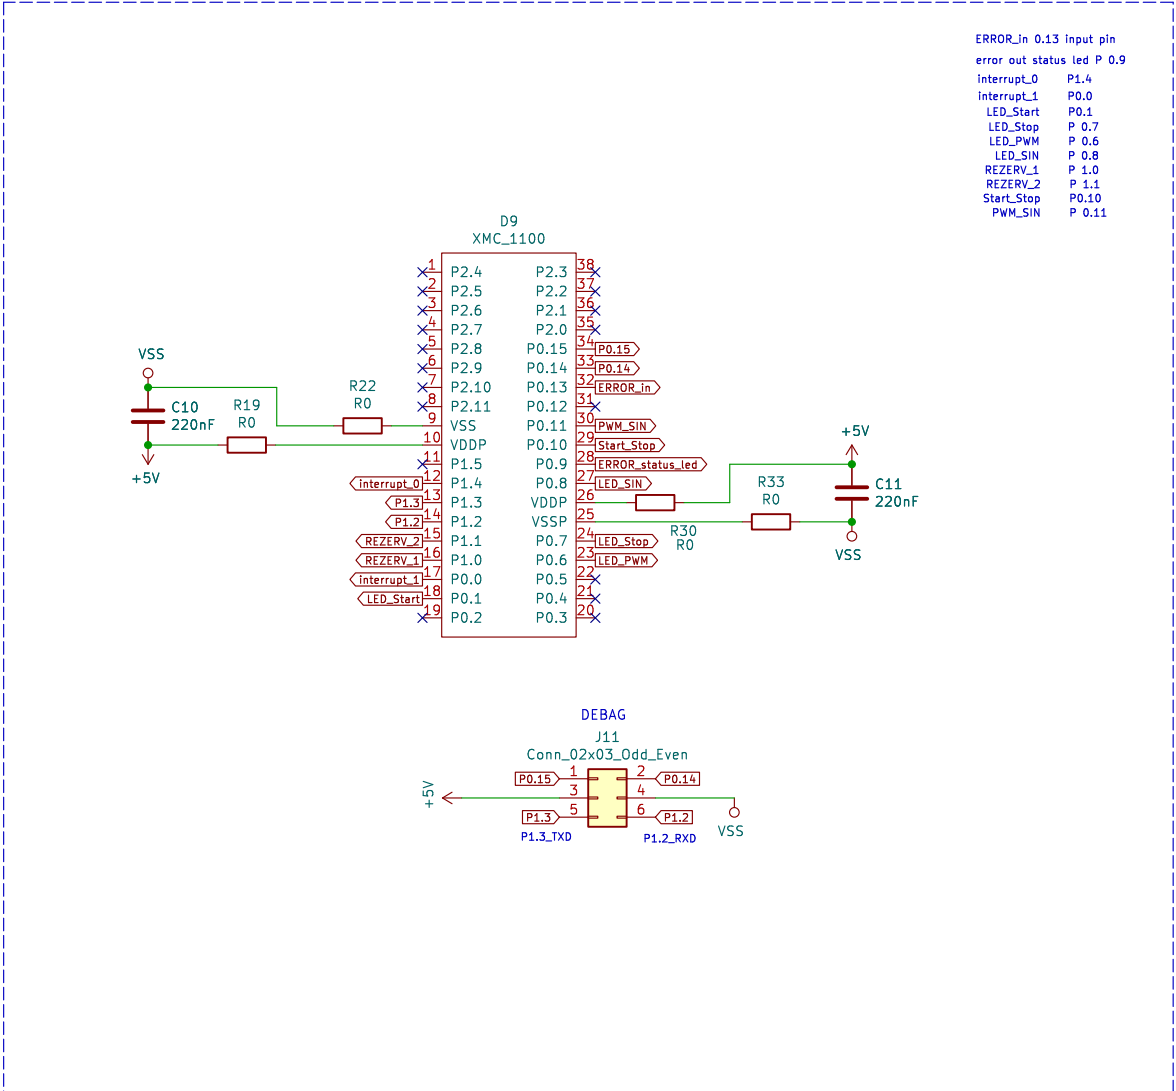 ERROR_in 0.13 input pin
error out status led P 0.9
interrupt_0 P1.4
interrupt_1 P0.0
LED_Start P0.1
LED_Stop P 0.7
LED_PWM P 0.6
LED_SIN P 0.8
REZERV_1 P 1.0
REZERV_2 P 1.1
Start_Stop P0.10
PWM_SIN P 0.11
D9
XMC_1100
1 P2.4 P2.3 38
2 P2.5 P2.2 37
3 P2.6 P2.1 36
4 P2.7 P2.0 35
5 P2.8 P0.15 34 P0.15
6 P2.9 P0.14 33 P0.14
7 P2.10 P0.13 32 ERROR_in
8 P2.11 P0.12 31
9 VSS P0.11 30 PWM_SIN
10 VDDP P0.10 29 Start_Stop
11 P1.5 P0.9 28 ERROR_status_led
interrupt_0 12 P1.4 P0.8 27 LED_SIN
P1.3 13 P1.3 VDDP 26
P1.2 14 P1.2 VSSP 25
REZERV_2 15 P1.1 P0.7 24 LED_Stop
REZERV_1 16 P1.0 P0.6 23 LED_PWM
interrupt_1 17 P0.0 P0.5 22
LED_Start 18 P0.1 P0.4 21
19 P0.2 P0.3 20
VSS
C10
220nF
+5V
R19
R0
R22
R0
+5V
C11
220nF
VSS
R33
R0
R30
R0
DEBAG
J11
Conn_02x03_Odd_Even
P0.15 1 2 P0.14
+5V 3 4 VSS
P1.3 5 6 P1.2
P1.3_TXD P1.2_RXD